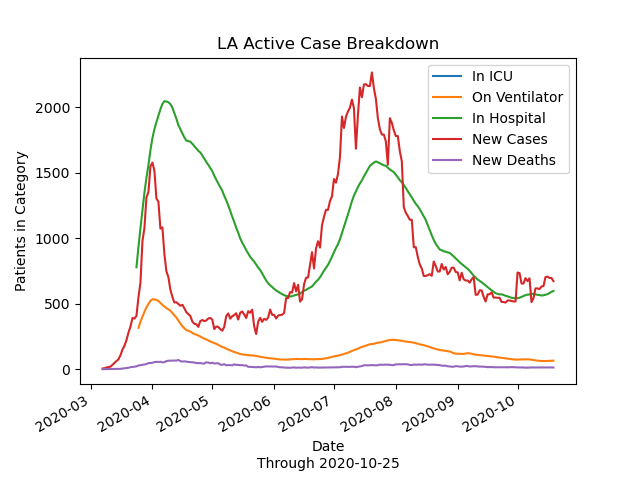 LA Active Case Breakdown
In ICU
On Ventilator
In Hospital
New Cases
New Deaths
Patients in Category
2000
1500
1000
500
0
2020-03
2020-04
2020-05
2020-06
2020-07
2020-08
2020-09
2020-10
Date
Through 2020-10-25